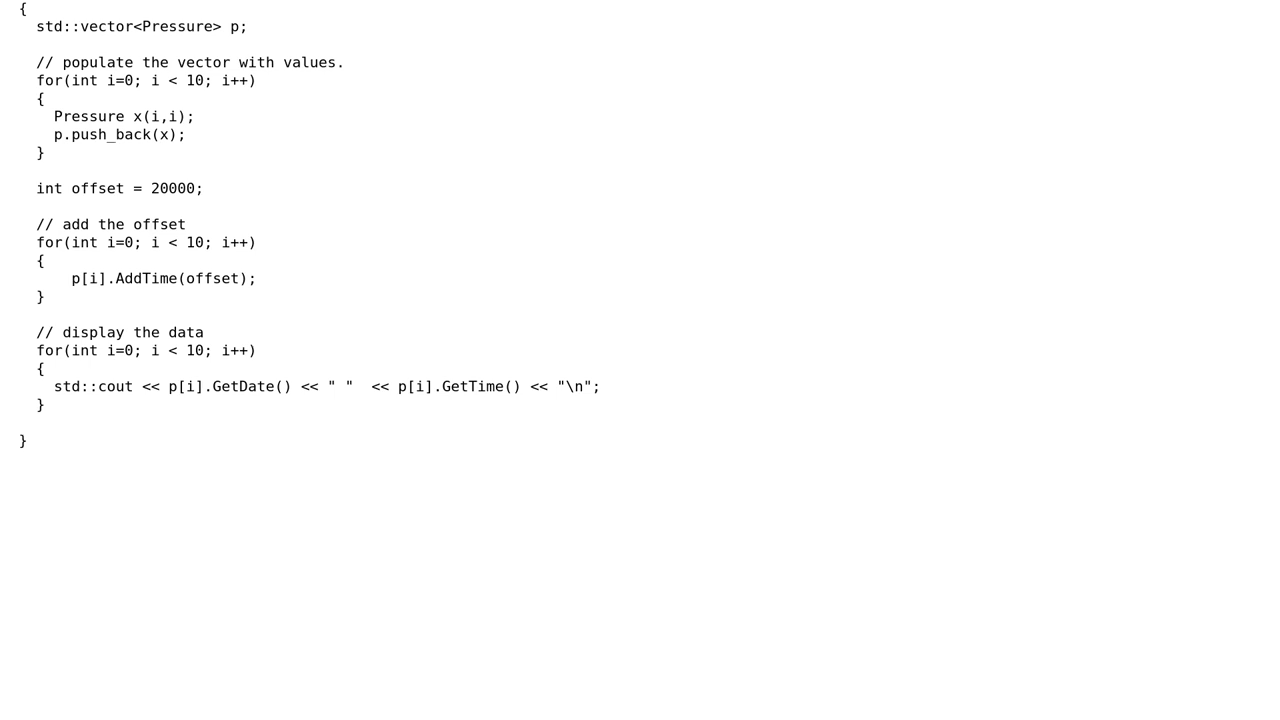 {
  std::vector<Pressure> p;

  // populate the vector with values.
  for(int i=0; i < 10; i++)
  {
    Pressure x(i,i);
    p.push_back(x);
  }

  int offset = 20000;

  // add the offset
  for(int i=0; i < 10; i++)
  {
      p[i].AddTime(offset);
  }

  // display the data
  for(int i=0; i < 10; i++)
  {
    std::cout << p[i].GetDate() << " "  << p[i].GetTime() << "\n";
  }

}